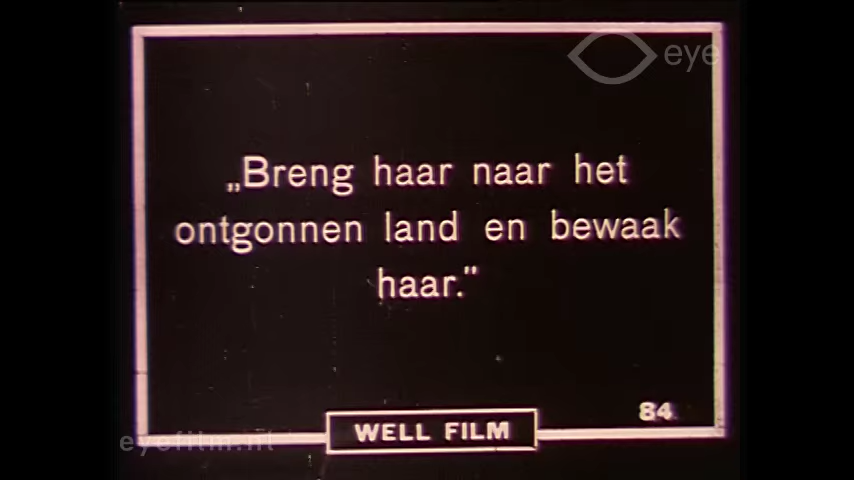 eye
„Breng haar naar het
ontgonnen land en bewaak
haar.”
84
WELL FILM
eyefilm.nl